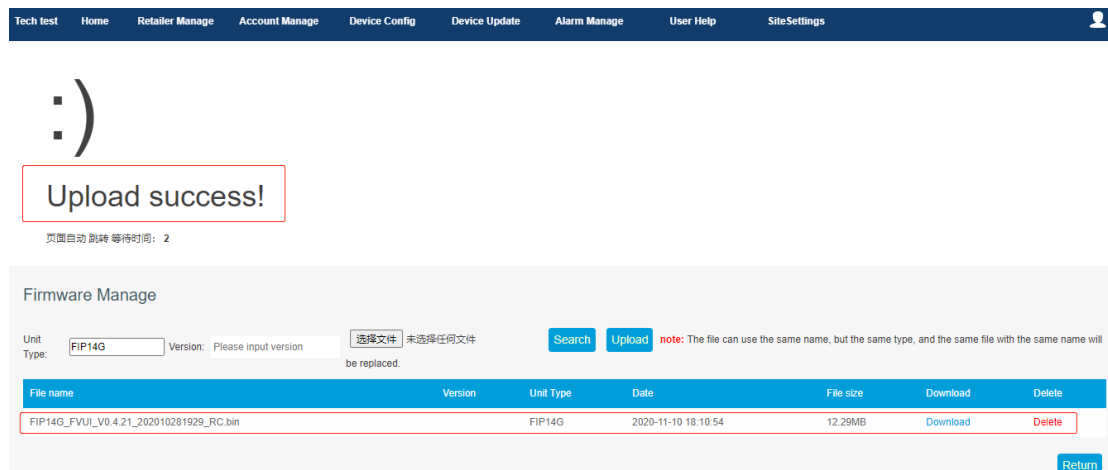 Tech test Home Retailer Manage Account Manage Device Config Device Update Alarm Manage User Help SiteSettings
:)
Upload success!
页面自动 跳转 等待时间： 2
Firmware Manage
Unit Type: FIP14G Version: Please input version 选择文件 未选择任何文件 Search Upload note: The file can use the same name, but the same type, and the same file with the same name will
be replaced.
File name Version Unit Type Date File size Download Delete
FIP14G_FVUI_V0.4.21_202010281929_RC.bin FIP14G 2020-11-10 18:10:54 12.29MB Download Delete
Return